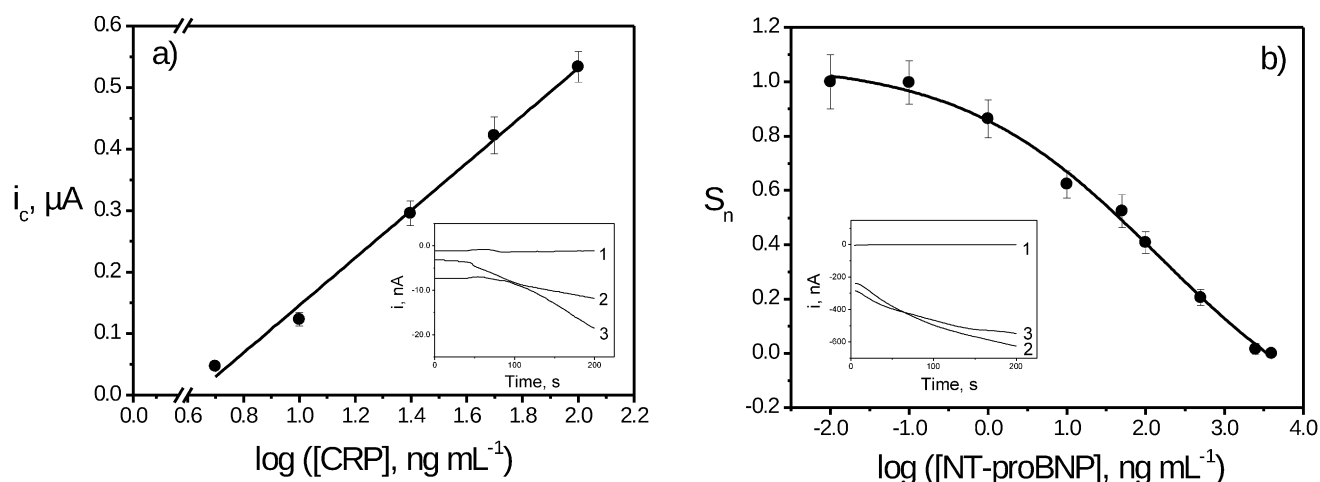 a)
0.6
0.5
0.4
0.3
0.2
0.1
0.0
i_c, µA
0.0 0.6 0.8 1.0 1.2 1.4 1.6 1.8 2.0 2.2
log ([CRP], ng mL⁻¹)
0.0
-10.0
-20.0
i, nA
1
2
3
0 100 200
Time, s
b)
1.2
1.0
0.8
0.6
0.4
0.2
0.0
-0.2
S_n
-2.0 -1.0 0.0 1.0 2.0 3.0 4.0
log ([NT-proBNP], ng mL⁻¹)
0
-200
-400
-600
i, nA
1
3
2
0 100 200
Time, s